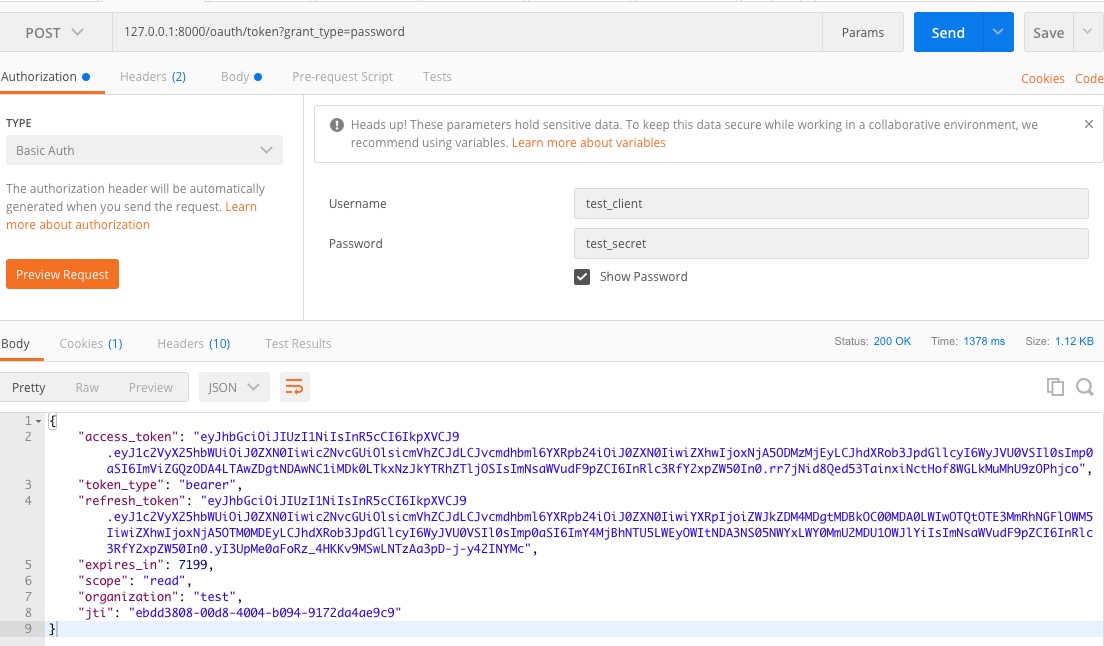 POST
127.0.0.1:8000/oauth/token?grant_type=password
Params
Send
Save
Authorization
Headers (2)
Body
Pre-request Script
Tests
Cookies
Code
TYPE
Basic Auth
The authorization header will be automatically
generated when you send the request. Learn
more about authorization
Preview Request
Heads up! These parameters hold sensitive data. To keep this data secure while working in a collaborative environment, we
recommend using variables. Learn more about variables
Username
test_client
Password
test_secret
Show Password
Body
Cookies (1)
Headers (10)
Test Results
Status: 200 OK
Time: 1378 ms
Size: 1.12 KB
Pretty
Raw
Preview
JSON
1 {
2 "access_token": "eyJhbGciOiJIUzI1NiIsInR5cCI6IkpXVCJ9
.eyJ1c2VyX25hbWUiOiJ0ZXN0Iiwic2NvcGUiOlsicmVhZCJdLCJvcmdhbml6YXRpb24iOiJ0ZXN0IiwiZXhwIjoxNjA5ODMzMjEyLCJhdXRob3JpdGllcyI6WyJVU0VSIl0sImp0
aSI6ImViZGQzODA4LTAwZDgtNDAwNC1iMDk0LTkxNzJkYTRhZTljOSIsImNsaWVudF9pZCI6InRlc3RfY2xpZW50In0.rr7jNid8Qed53TainxiNctHof8WGLkMuMhU9zOPhjco",
3 "token_type": "bearer",
4 "refresh_token": "eyJhbGciOiJIUzI1NiIsInR5cCI6IkpXVCJ9
.eyJ1c2VyX25hbWUiOiJ0ZXN0Iiwic2NvcGUiOlsicmVhZCJdLCJvcmdhbml6YXRpb24iOiJ0ZXN0IiwiYXRpIjoiZWJkZDM4MDgtMDBkOC00MDA0LWIwOTQtOTE3MmRhNGFlOWM5
IiwiZXhwIjoxNjA5OTM0MDEyLCJhdXRob3JpdGllcyI6WyJVU0VSIl0sImp0aSI6ImY4MjBhNTU5LWEyOWItNDA3NS05NWYxLWY0MmU2MDU1OWJlYiIsImNsaWVudF9pZCI6InRlc
3RfY2xpZW50In0.yI3UpMe0aFoRz_4HKKv9MSwLNTzAa3pD-j-y42INYMc",
5 "expires_in": 7199,
6 "scope": "read",
7 "organization": "test",
8 "jti": "ebdd3808-00d8-4004-b094-9172da4ae9c9"
9 }